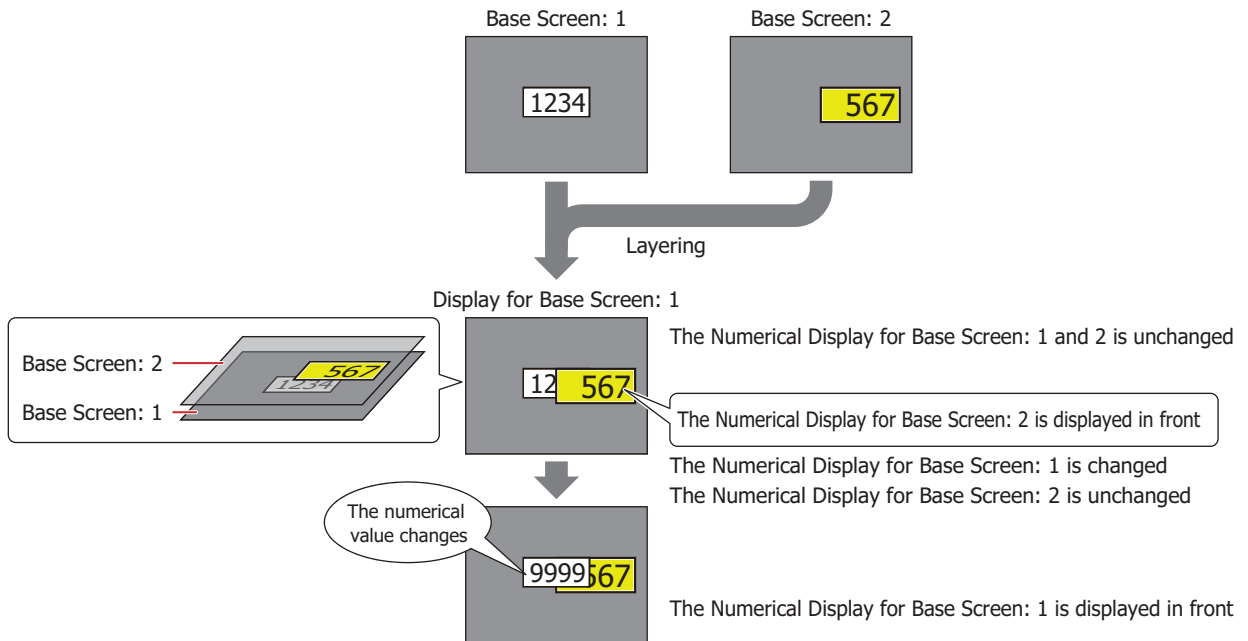 Base Screen: 1
Base Screen: 2
1234
567
Layering
Display for Base Screen: 1
The Numerical Display for Base Screen: 1 and 2 is unchanged
Base Screen: 2
567
1234
Base Screen: 1
12
567
The Numerical Display for Base Screen: 2 is displayed in front
The Numerical Display for Base Screen: 1 is changed
The Numerical Display for Base Screen: 2 is unchanged
The numerical
value changes
9999
567
The Numerical Display for Base Screen: 1 is displayed in front